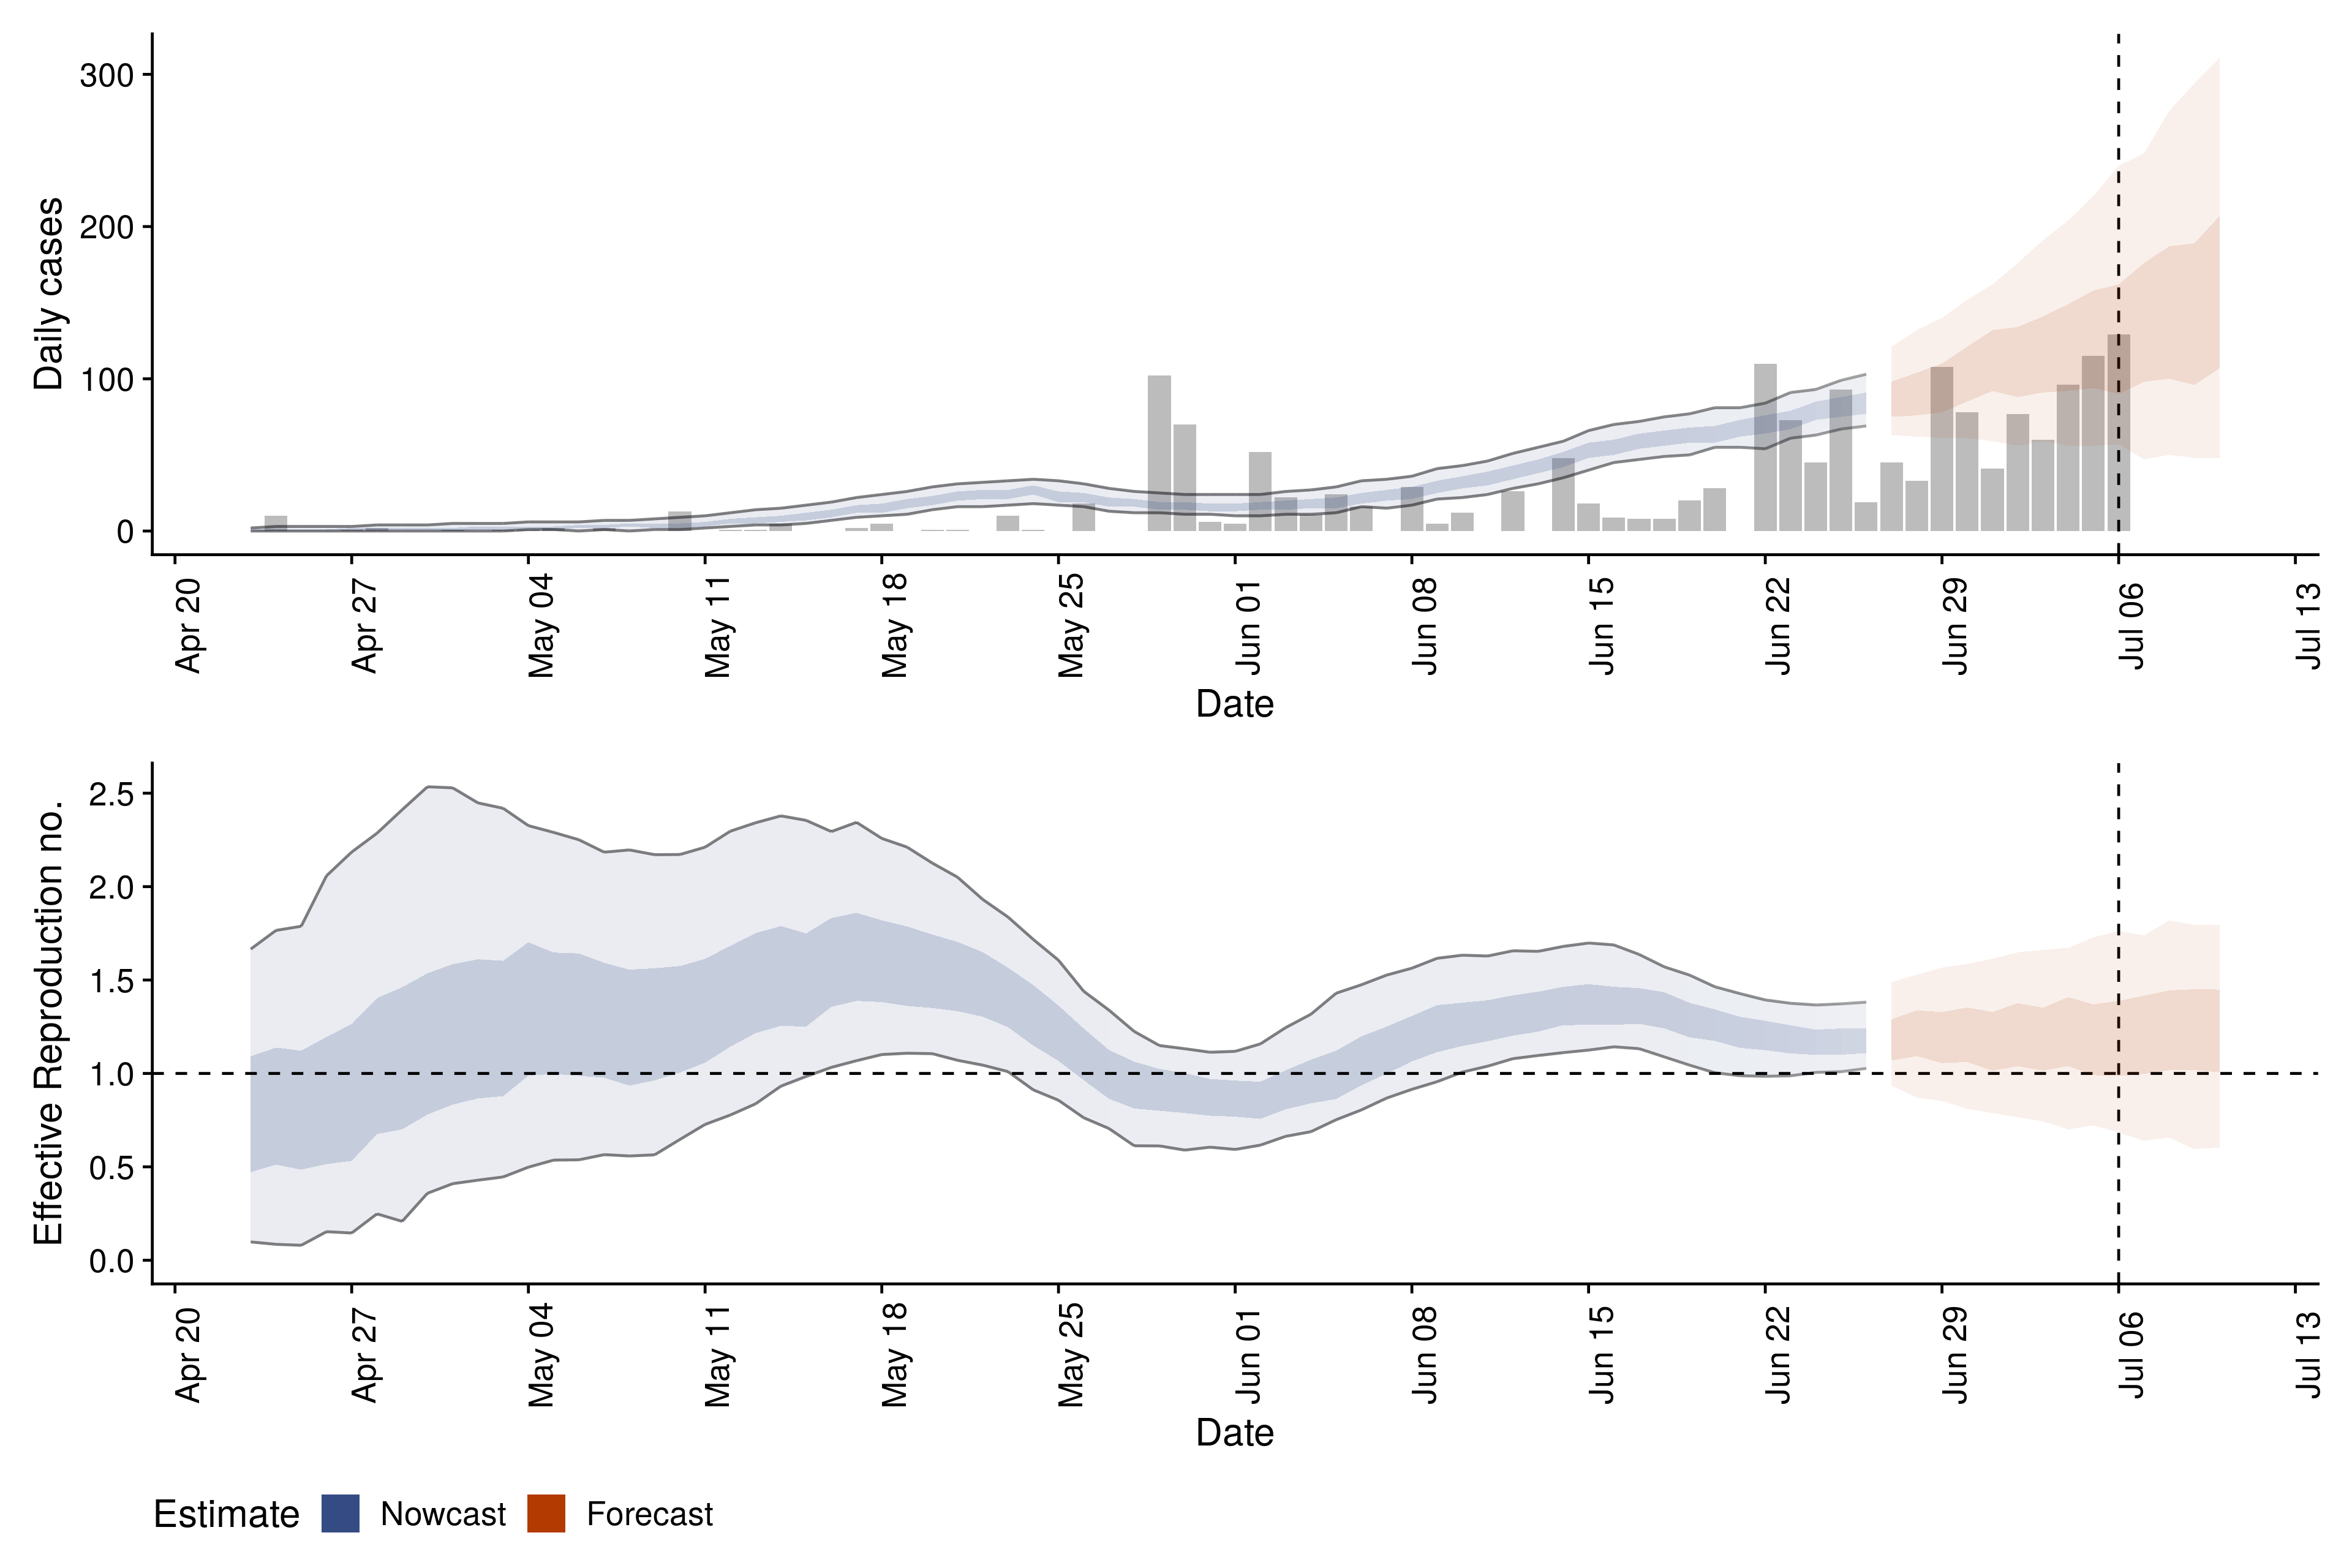 Daily cases
300
200
100
0
Apr 20
Apr 27
May 04
May 11
May 18
May 25
Jun 01
Jun 08
Jun 15
Jun 22
Jun 29
Jul 06
Jul 13
Date
Effective Reproduction no.
2.5
2.0
1.5
1.0
0.5
0.0
Apr 20
Apr 27
May 04
May 11
May 18
May 25
Jun 01
Jun 08
Jun 15
Jun 22
Jun 29
Jul 06
Jul 13
Date
Estimate Nowcast Forecast